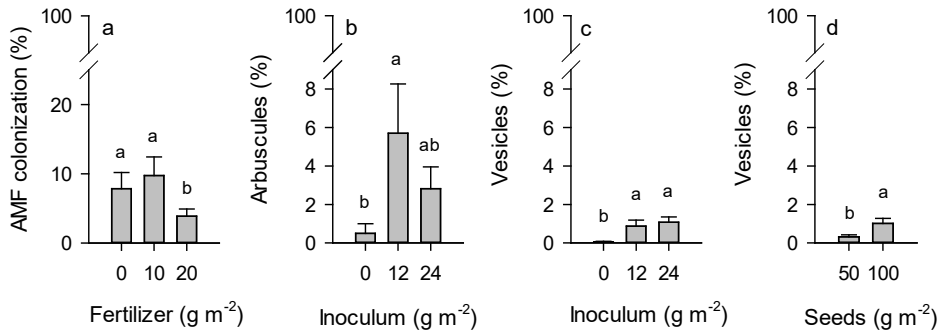 100
a
AMF colonization (%)
20
10
0
a
a
b
0 10 20
Fertilizer (g m-2)
100
b
Arbuscules (%)
8
6
4
2
0
b
a
ab
0 12 24
Inoculum (g m-2)
100
c
Vesicles (%)
8
6
4
2
0
b
a
a
0 12 24
Inoculum (g m-2)
100
d
Vesicles (%)
8
6
4
2
0
b
a
50 100
Seeds (g m-2)